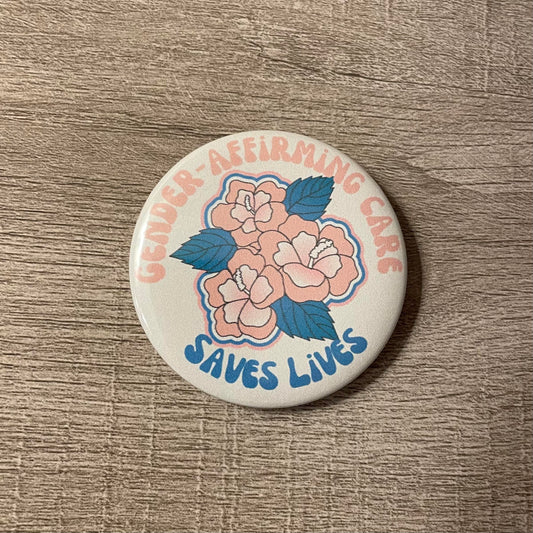 GENDER-AFFiRMiNG CARE
SAVES LiVES